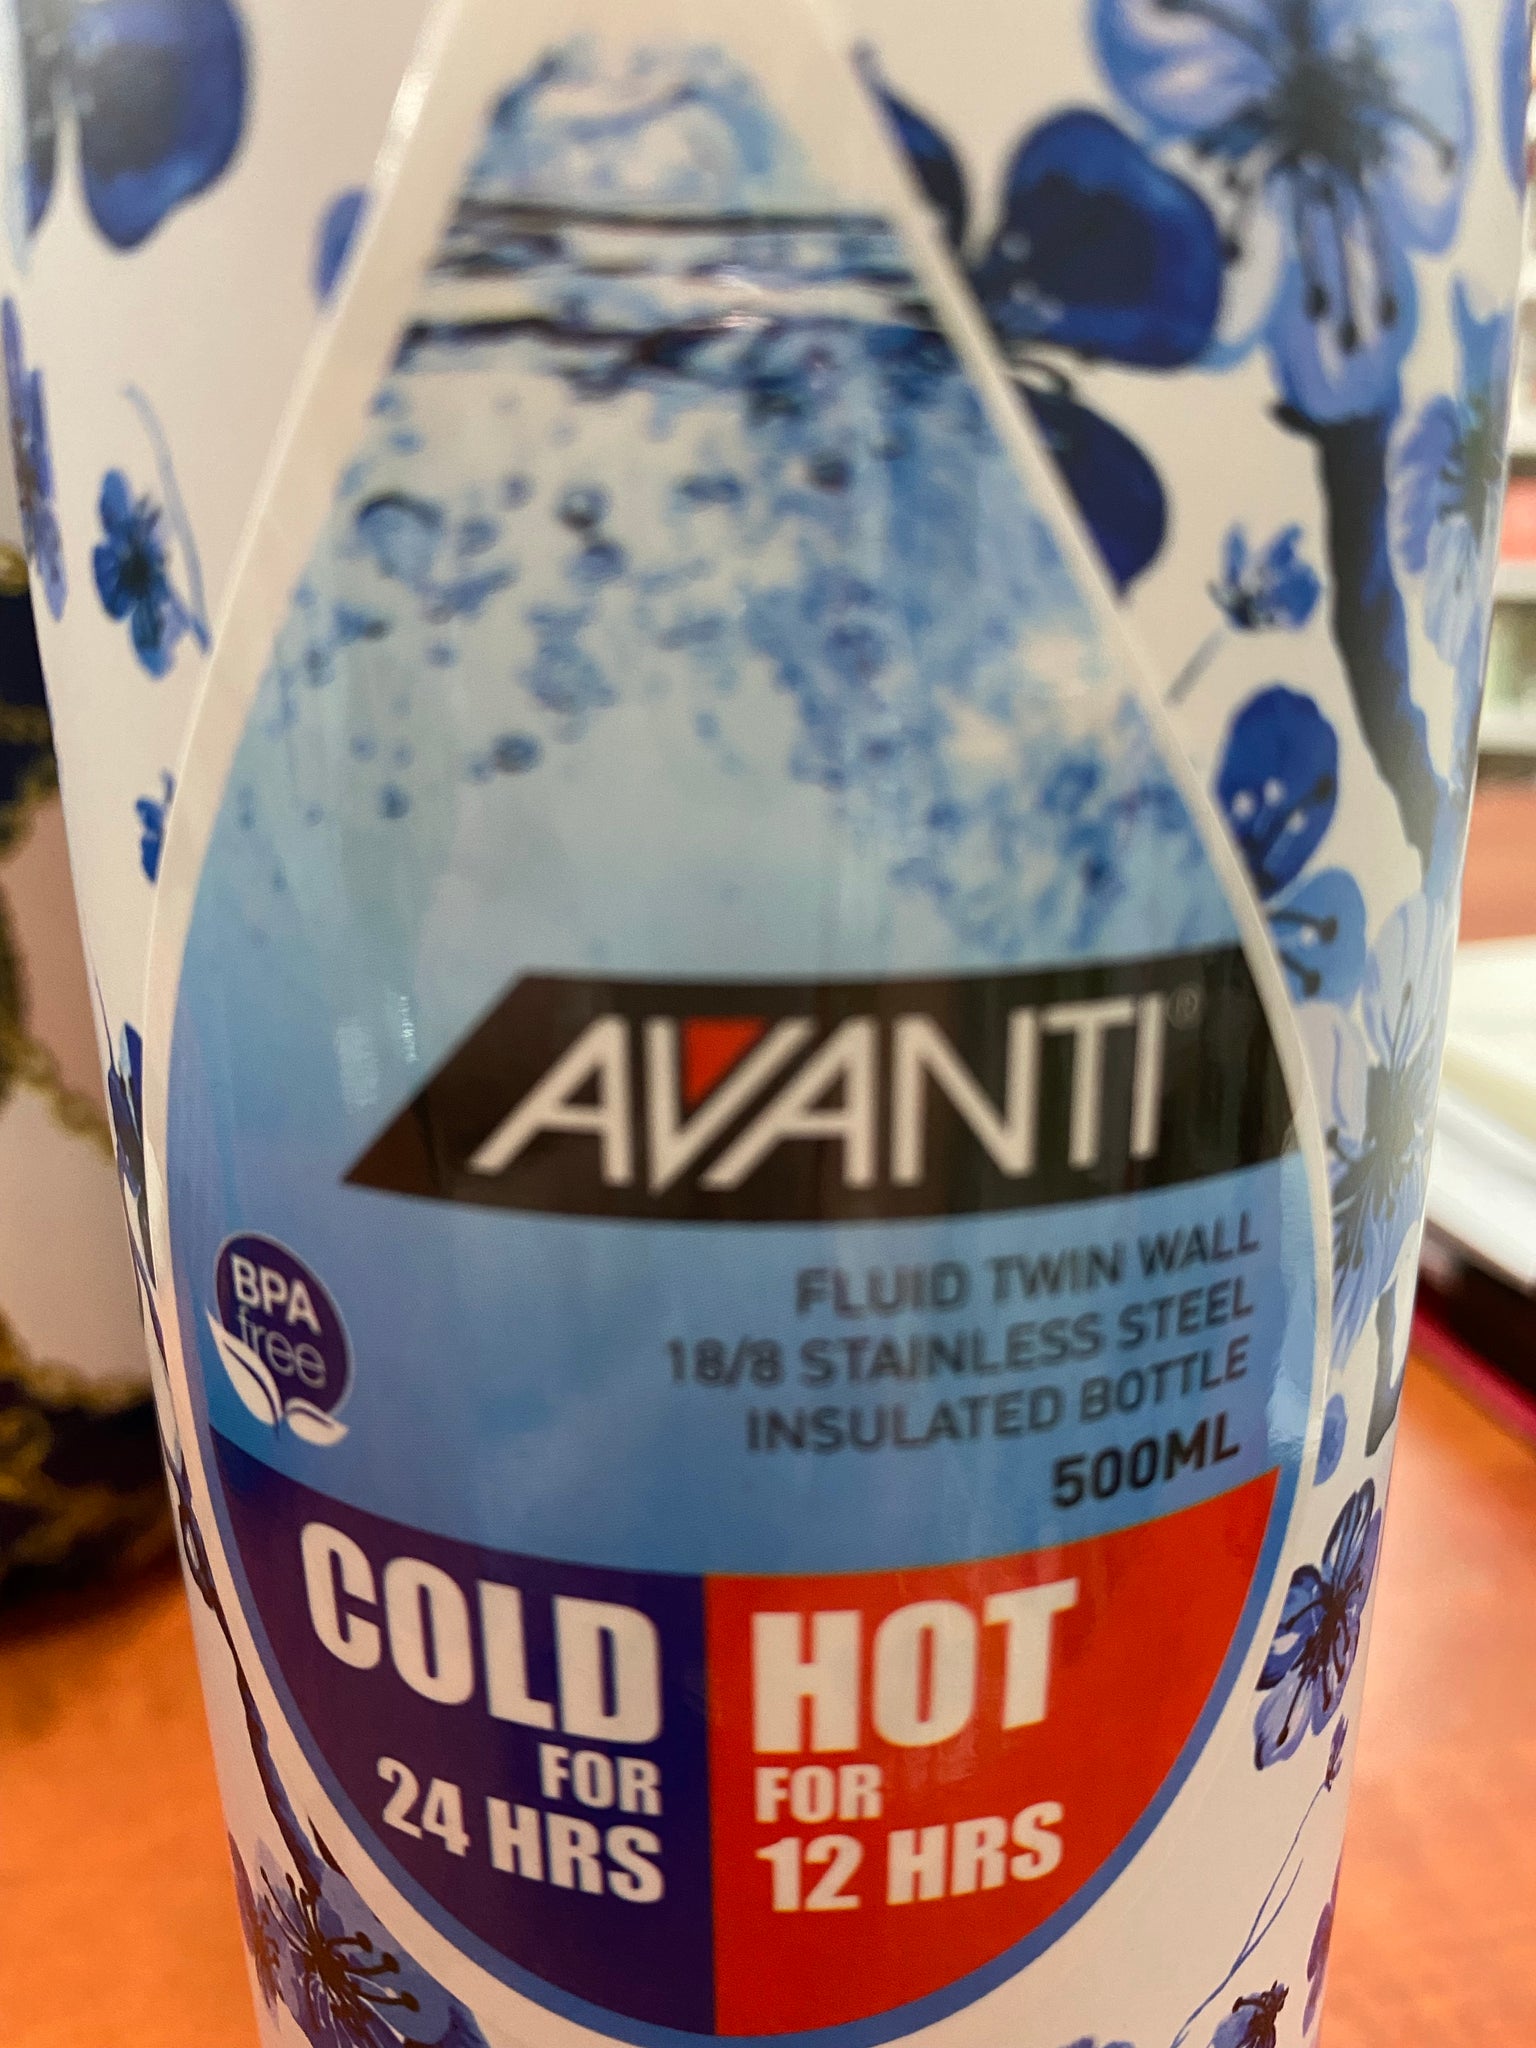 AVANTI®
BPA
free
FLUID TWIN WALL
18/8 STAINLESS STEEL
INSULATED BOTTLE
500ML
COLD
FOR
24 HRS
HOT
FOR
12 HRS